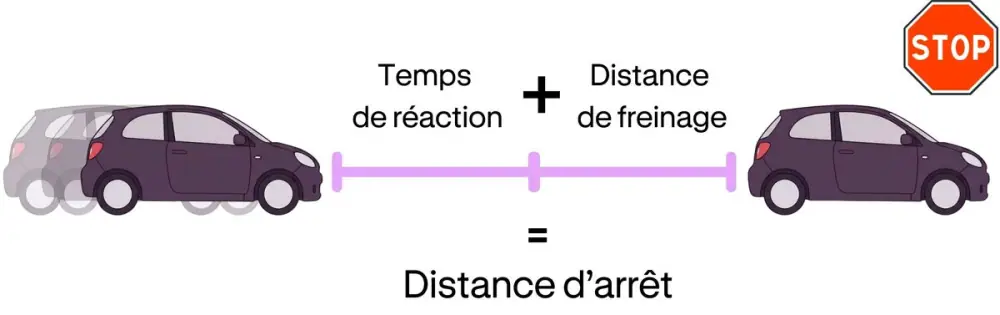 Temps
de réaction
+
Distance
de freinage
=
Distance d'arrêt
STOP